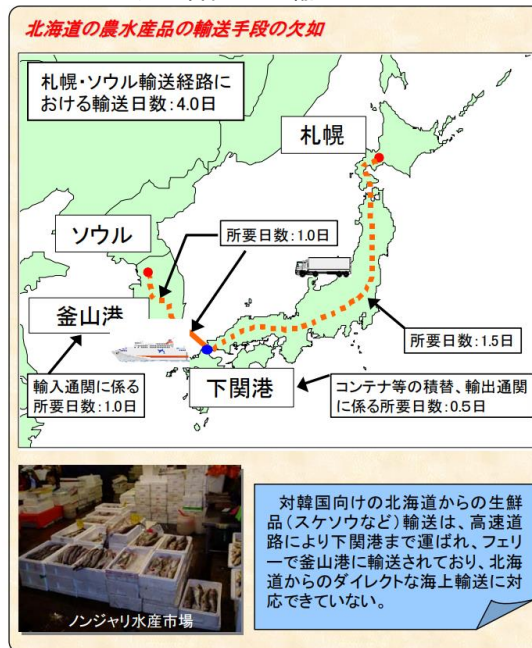 北海道の農水産品の輸送手段の欠如
札幌・ソウル輸送経路に
おける輸送日数:4.0日
札幌
ソウル
所要日数:1.0日
釜山港
所要日数:1.5日
輸入通関に係る
所要日数:1.0日
下関港
コンテナ等の積替、輸出通関
に係る所要日数:0.5日
対韓国向けの北海道からの生鮮
品(スケソウなど)輸送は、高速道
路により下関港まで運ばれ、フェリ
ーで釜山港に輸送されており、北海
道からのダイレクトな海上輸送に対
応できていない。
ノンジャリ水産市場